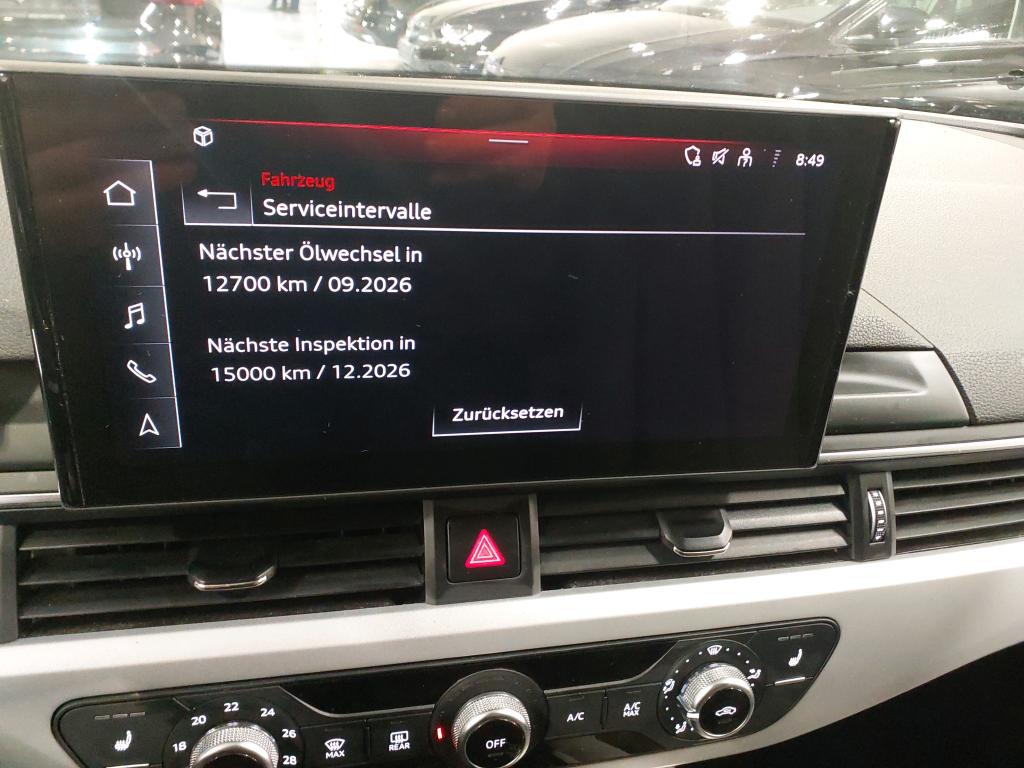 8:49
Fahrzeug
Serviceintervalle
Nächster Ölwechsel in
12700 km / 09.2026
Nächste Inspektion in
15000 km / 12.2026
Zurücksetzen
18 20 22 24 26 28
MAX
REAR
OFF
A/C
A/C
MAX